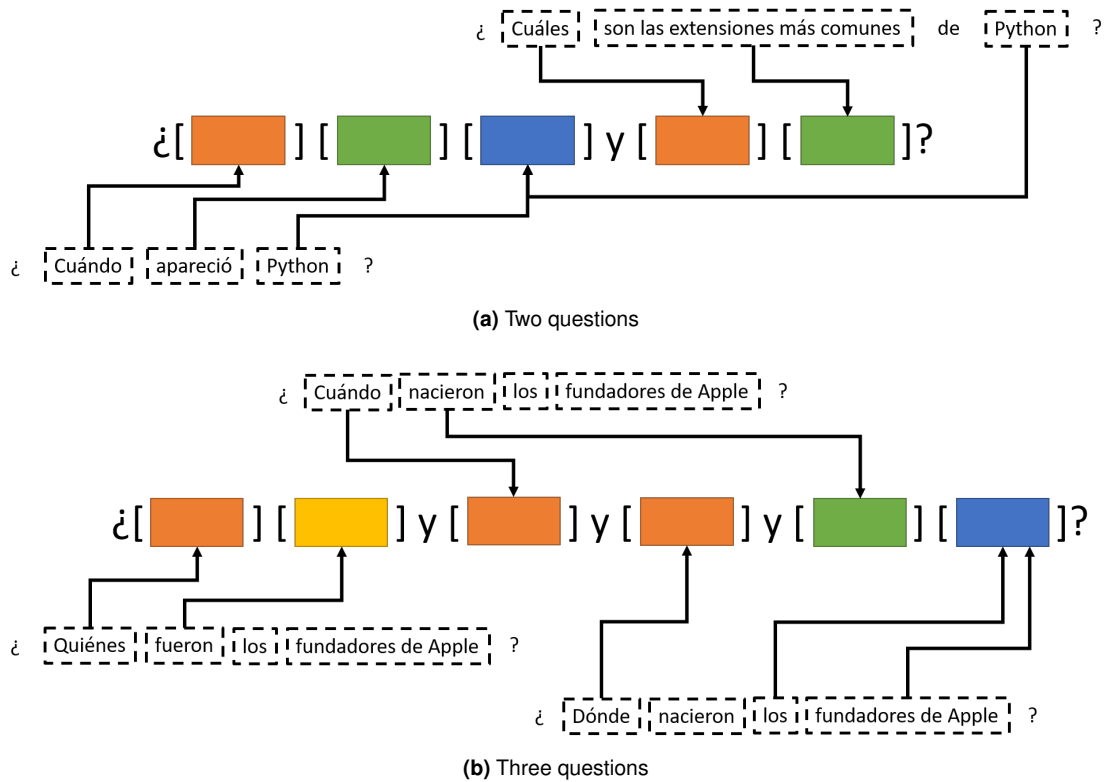 ¿ Cuáles son las extensiones más comunes de Python ?
¿[ ] [ ] [ ] y [ ] [ ]?
¿ Cuándo apareció Python ?
(a) Two questions
¿ Cuándo nacieron los fundadores de Apple ?
¿[ ] [ ] y [ ] y [ ] y [ ] [ ]?
¿ Quiénes fueron los fundadores de Apple ?
¿ Dónde nacieron los fundadores de Apple ?
(b) Three questions